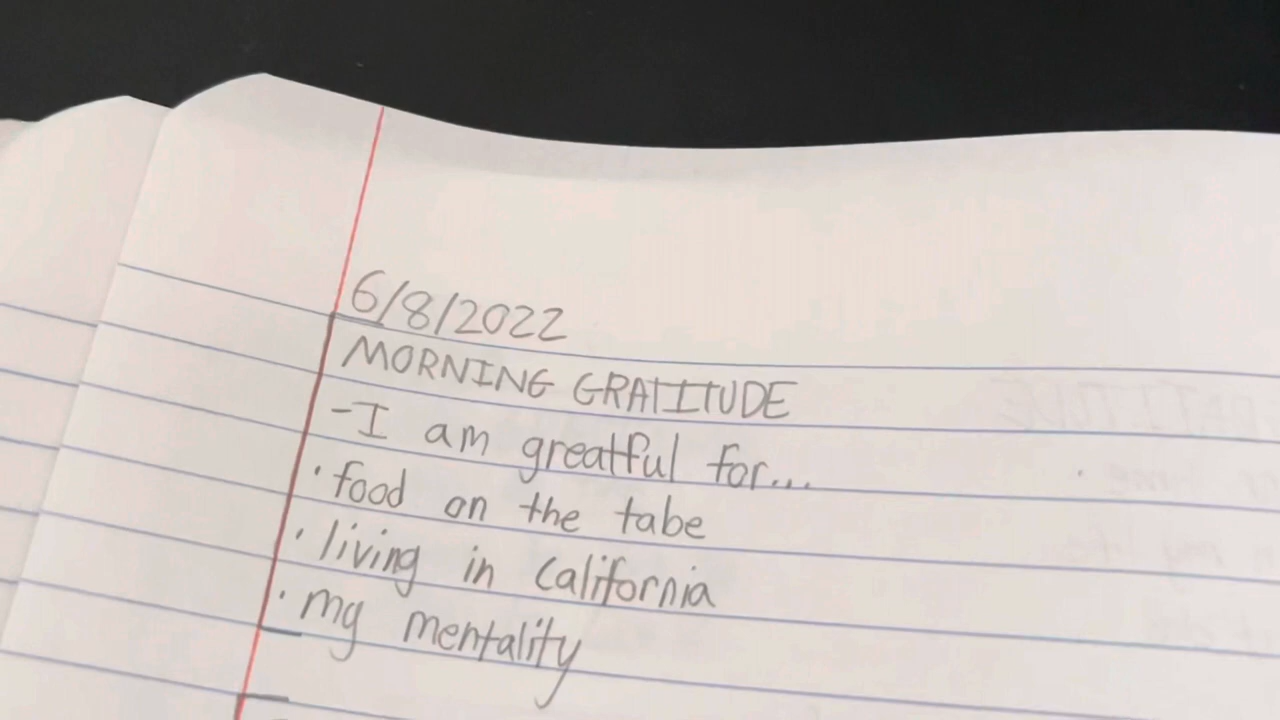 6/8/2022
MORNING GRATITUDE
-I am greatful for...
· food on the tabe
· living in California
· my mentality